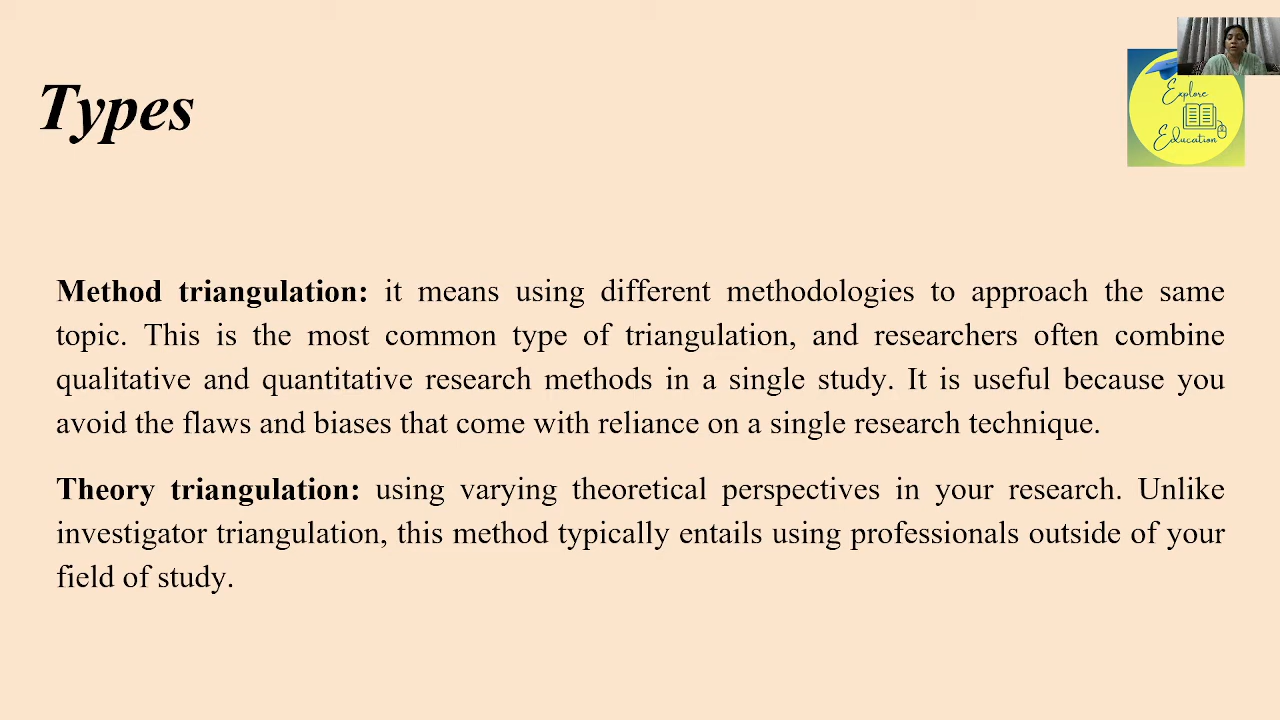 Types
Explore
Education
Method triangulation: it means using different methodologies to approach the same
topic. This is the most common type of triangulation, and researchers often combine
qualitative and quantitative research methods in a single study. It is useful because you
avoid the flaws and biases that come with reliance on a single research technique.
Theory triangulation: using varying theoretical perspectives in your research. Unlike
investigator triangulation, this method typically entails using professionals outside of your
field of study.